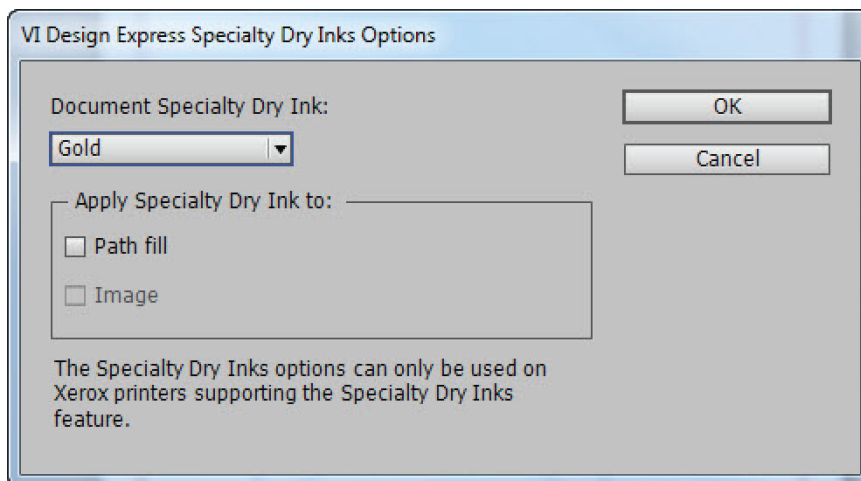 VI Design Express Specialty Dry Inks Options
Document Specialty Dry Ink:
Gold
OK
Cancel
Apply Specialty Dry Ink to:
Path fill
Image
The Specialty Dry Inks options can only be used on
Xerox printers supporting the Specialty Dry Inks
feature.